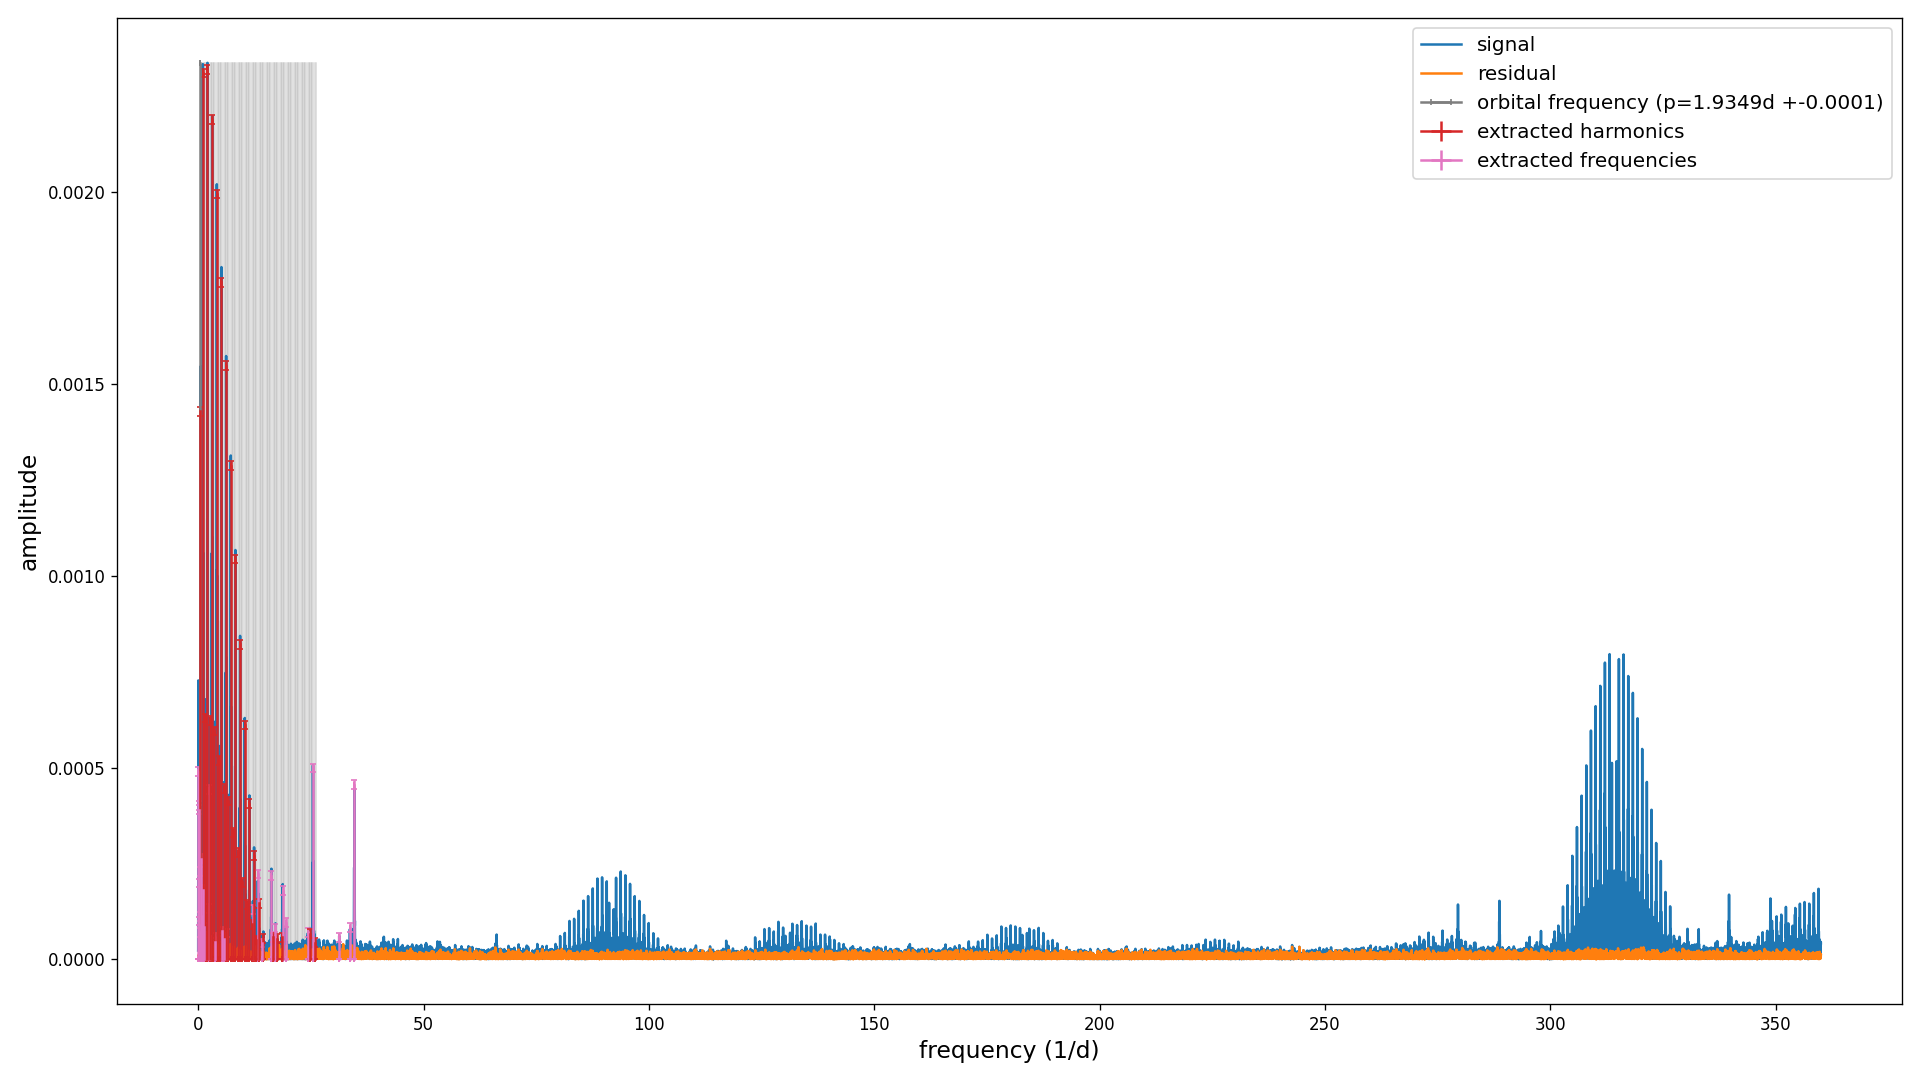 signal
residual
orbital frequency (p=1.9349d +-0.0001)
extracted harmonics
extracted frequencies
amplitude
0.0020
0.0015
0.0010
0.0005
0.0000
0 50 100 150 200 250 300 350
frequency (1/d)